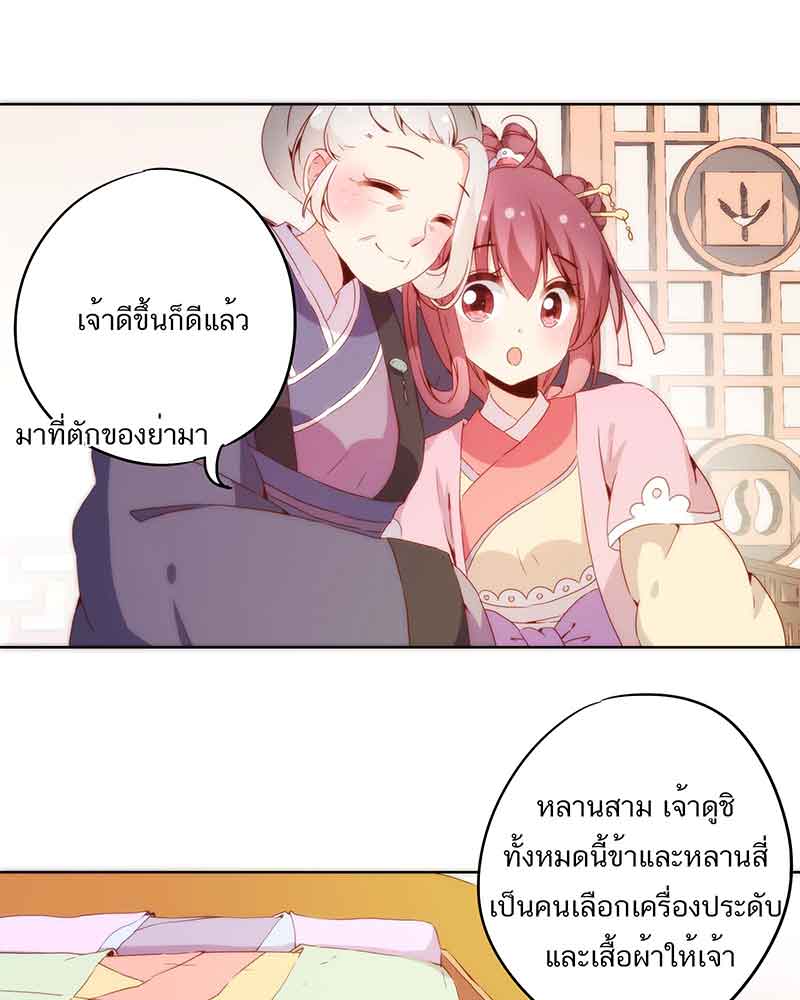 เจ้าดีขึ้นก็ดีแล้ว
มาที่ตักของย่ามา
หลานสาม เจ้าดูชิ
ทั้งหมดนี้ข้าและหลานสี่
เป็นคนเลือกเครื่องประดับ
และเสื้อผ้าให้เจ้า